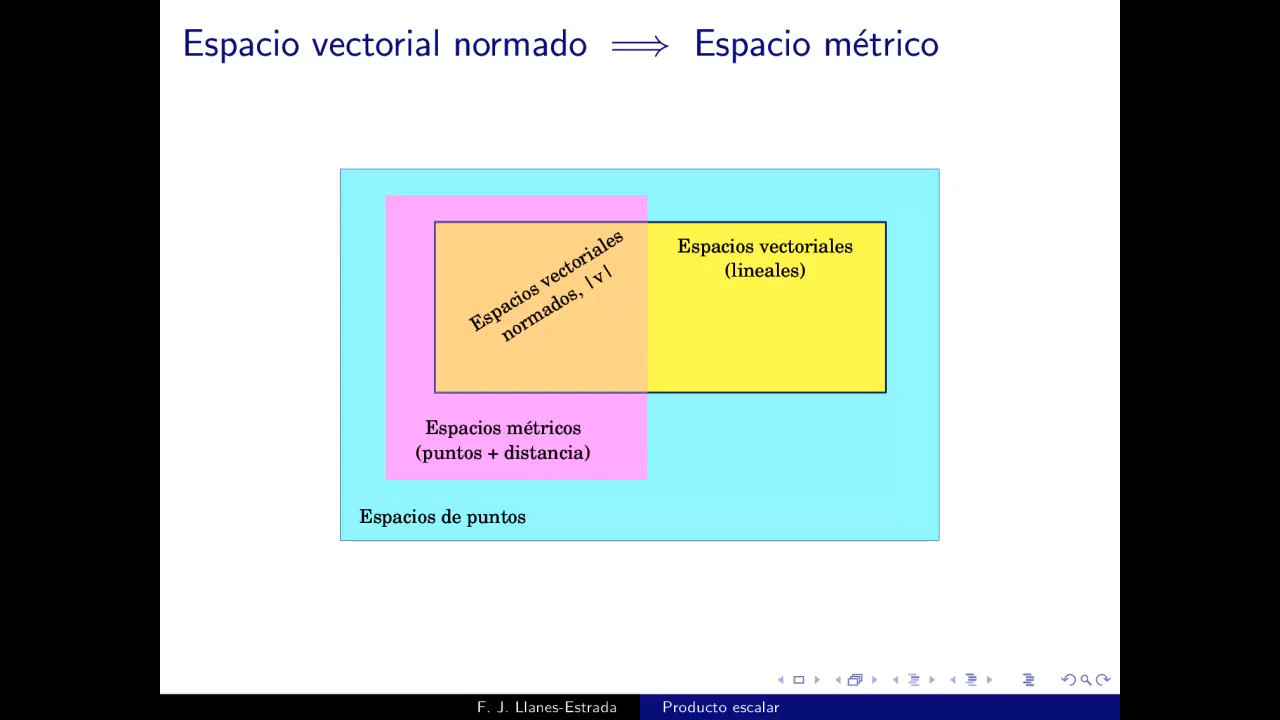 Espacio vectorial normado ⟹ Espacio métrico
Espacios vectoriales
normados, |v|
Espacios vectoriales
(lineales)
Espacios métricos
(puntos + distancia)
Espacios de puntos
F. J. Llanes-Estrada
Producto escalar